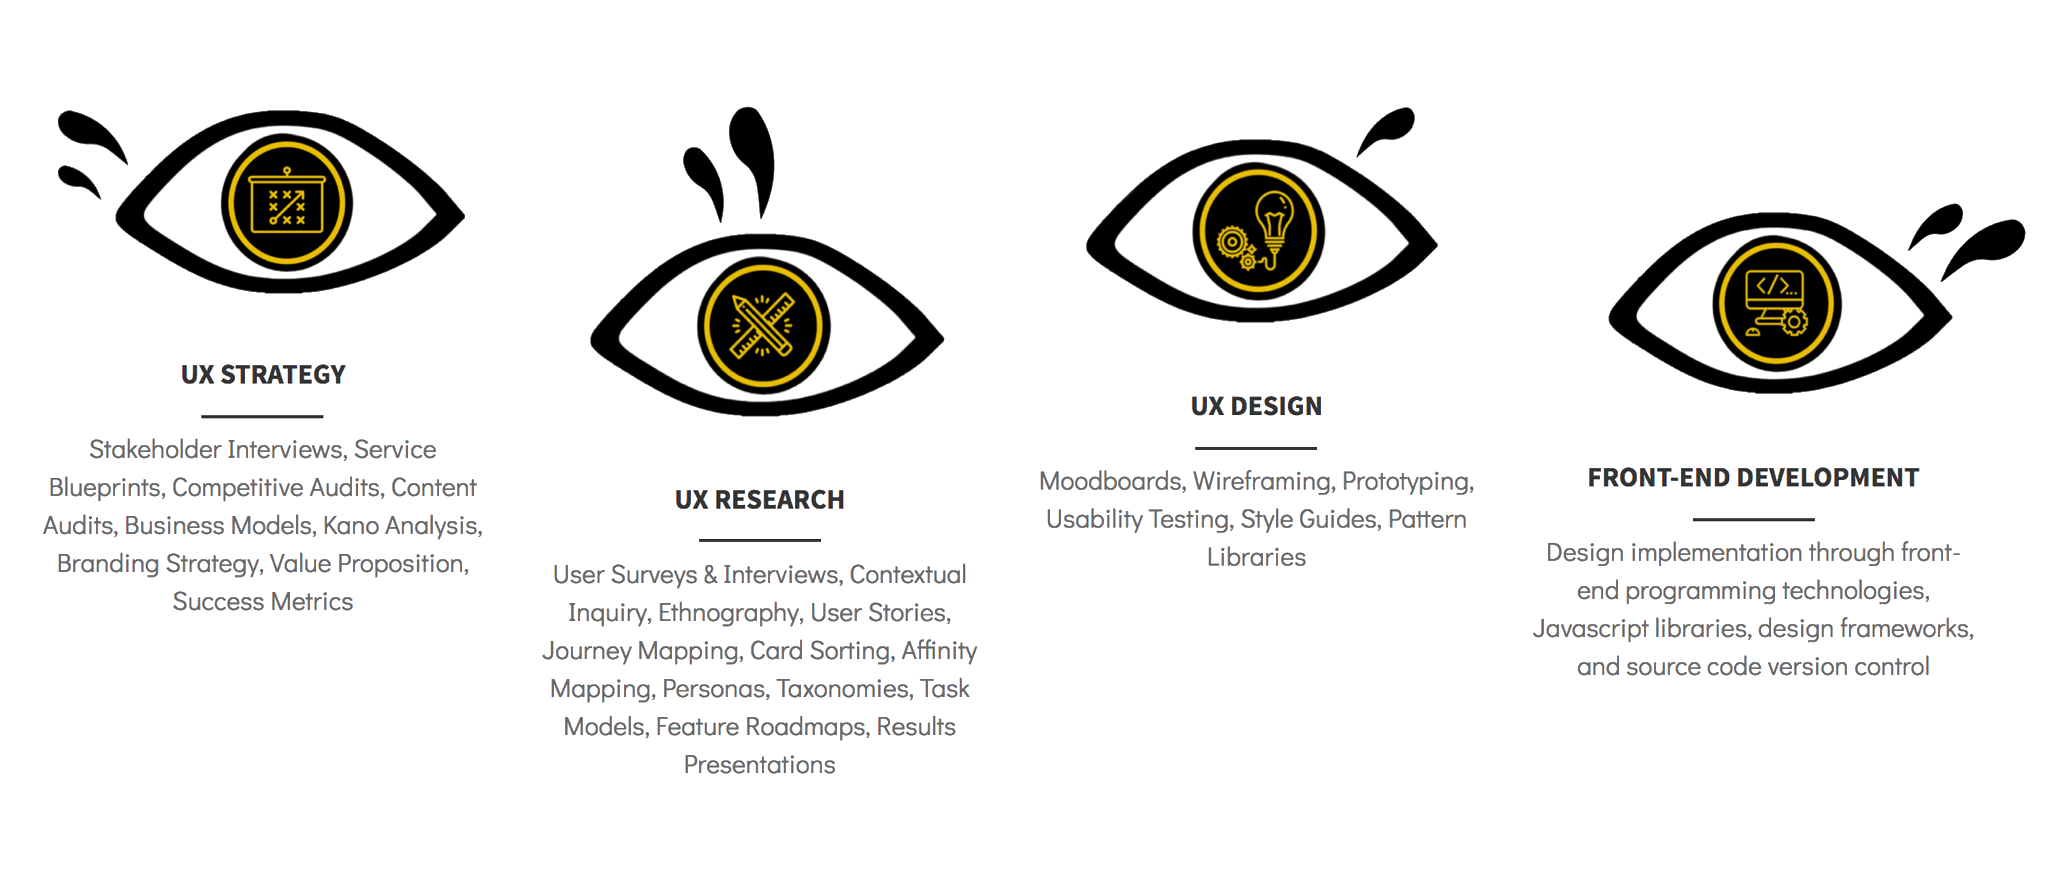 UX STRATEGY
Stakeholder Interviews, Service
Blueprints, Competitive Audits, Content
Audits, Business Models, Kano Analysis,
Branding Strategy, Value Proposition,
Success Metrics
UX RESEARCH
User Surveys & Interviews, Contextual
Inquiry, Ethnography, User Stories,
Journey Mapping, Card Sorting, Affinity
Mapping, Personas, Taxonomies, Task
Models, Feature Roadmaps, Results
Presentations
UX DESIGN
Moodboards, Wireframing, Prototyping,
Usability Testing, Style Guides, Pattern
Libraries
FRONT-END DEVELOPMENT
Design implementation through front-
end programming technologies,
Javascript libraries, design frameworks,
and source code version control